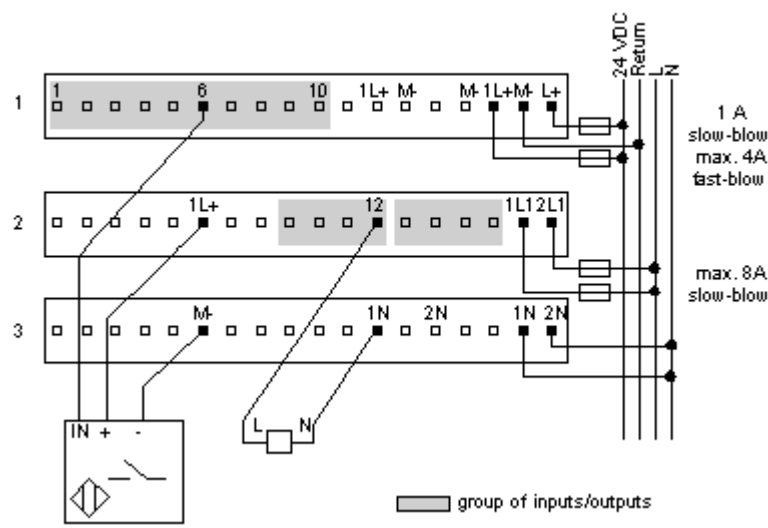 24 VDC
Return
L
N
1
1 6 10 1L+ M- M- 1L+ M- L+
1 A
slow-blow
max. 4A
fast-blow
2
1L+ 12 1L1 2L1
max. 8A
slow-blow
3
M- 1N 2N 1N 2N
IN + -
L N
group of inputs/outputs